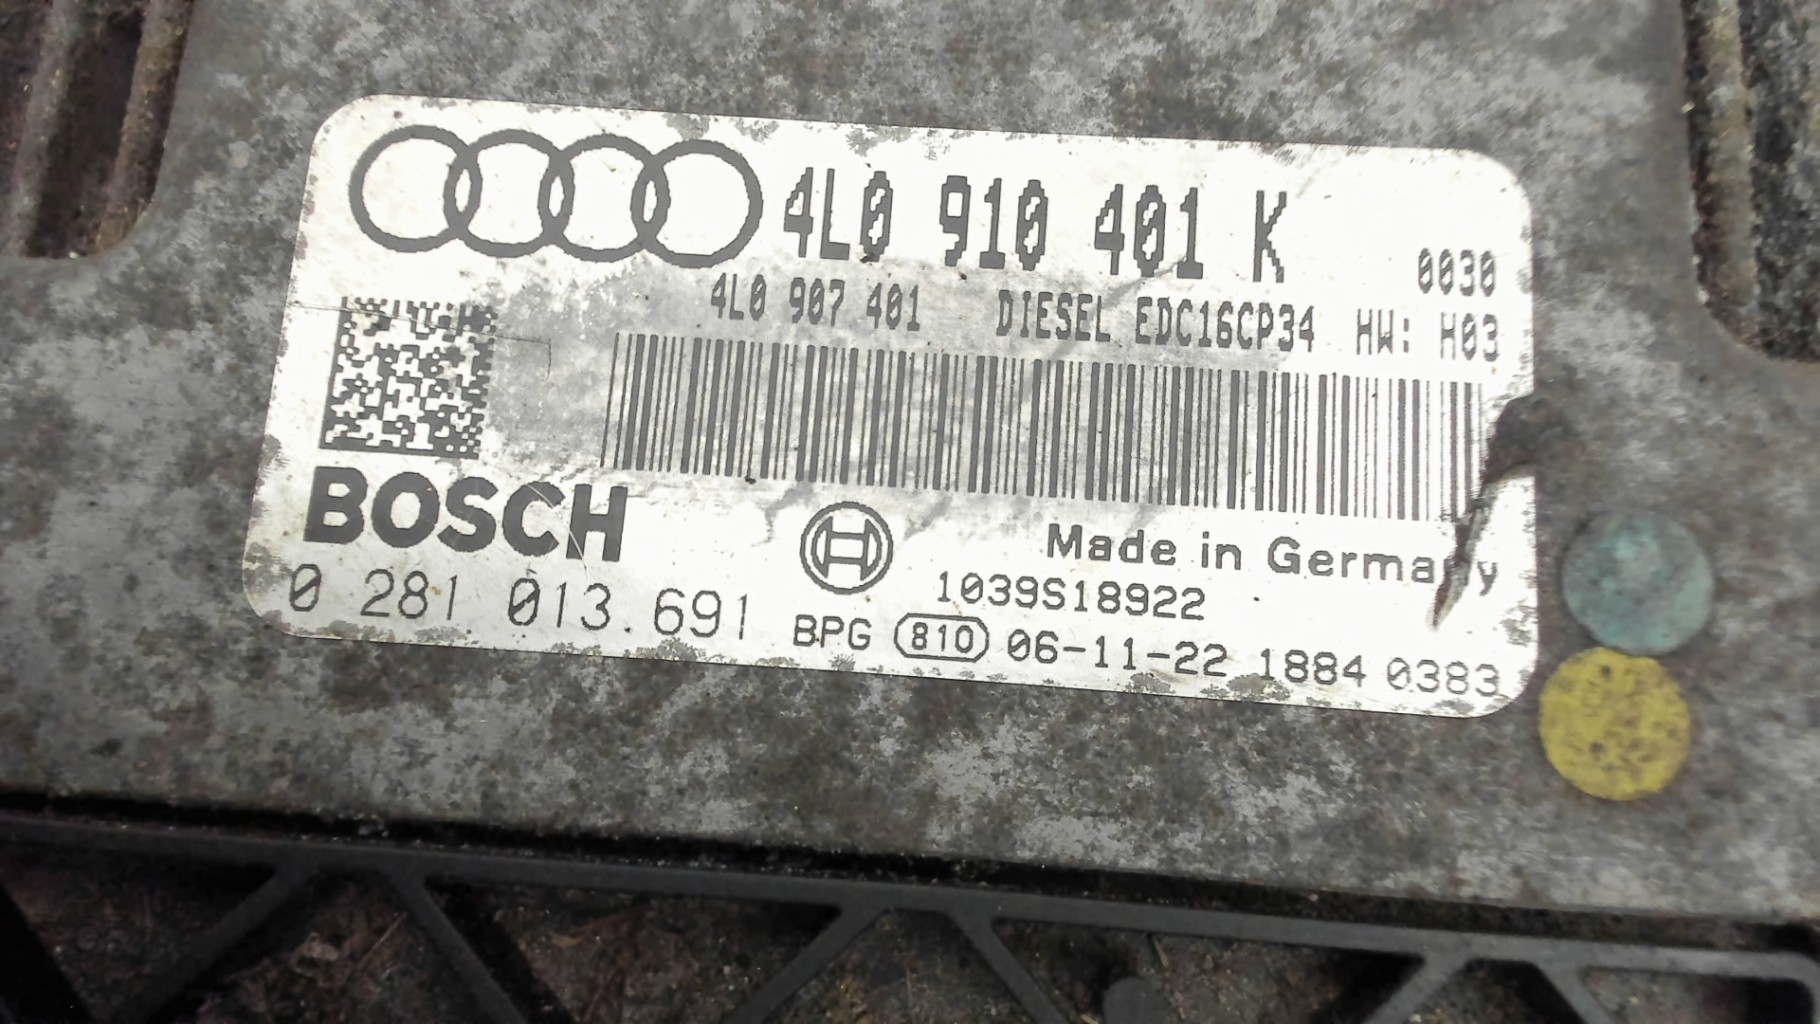 4L0 910 401 K
0030
4L0 907 401 DIESEL EDC16CP34 HW: H03
BOSCH
Made in Germany
1039S18922
0 281 013 691
BPG 810 06-11-22 1884 0383